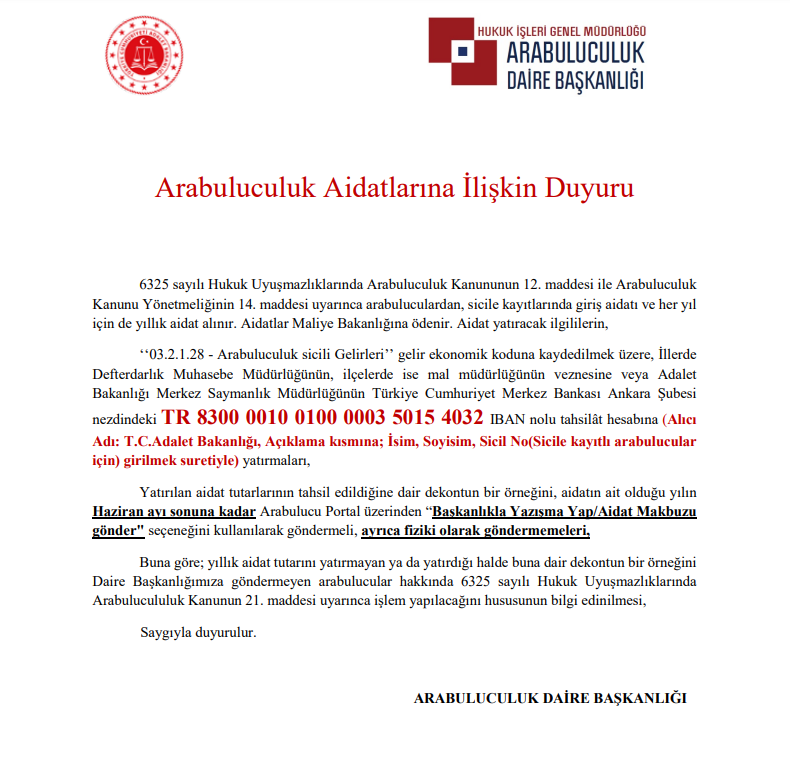 HUKUK İŞLERİ GENEL MÜDÜRLÜĞÜ
ARABULUCULUK
DAİRE BAŞKANLIĞI
Arabuluculuk Aidatlarına İlişkin Duyuru
6325 sayılı Hukuk Uyuşmazlıklarında Arabuluculuk Kanununun 12. maddesi ile Arabuluculuk
Kanunu Yönetmeliğinin 14. maddesi uyarınca arabuluculardan, sicile kayıtlarında giriş aidatı ve her yıl
için de yıllık aidat alınır. Aidatlar Maliye Bakanlığına ödenir. Aidat yatıracak ilgililerin,
‘‘03.2.1.28 - Arabuluculuk sicili Gelirleri’’ gelir ekonomik koduna kaydedilmek üzere, İllerde
Defterdarlık Muhasebe Müdürlüğünün, ilçelerde ise mal müdürlüğünün veznesine veya Adalet
Bakanlığı Merkez Saymanlık Müdürlüğünün Türkiye Cumhuriyet Merkez Bankası Ankara Şubesi
nezdindeki TR 8300 0010 0100 0003 5015 4032 IBAN nolu tahsilât hesabına (Alıcı
Adı: T.C.Adalet Bakanlığı, Açıklama kısmına; İsim, Soyisim, Sicil No(Sicile kayıtlı arabulucular
için) girilmek suretiyle) yatırmaları,
Yatırılan aidat tutarlarının tahsil edildiğine dair dekontun bir örneğini, aidatın ait olduğu yılın
Haziran ayı sonuna kadar Arabulucu Portal üzerinden “Başkanlıkla Yazışma Yap/Aidat Makbuzu
gönder" seçeneğini kullanılarak göndermeli, ayrıca fiziki olarak göndermemeleri,
Buna göre; yıllık aidat tutarını yatırmayan ya da yatırdığı halde buna dair dekontun bir örneğini
Daire Başkanlığımıza göndermeyen arabulucular hakkında 6325 sayılı Hukuk Uyuşmazlıklarında
Arabulucululuk Kanunun 21. maddesi uyarınca işlem yapılacağını hususunun bilgi edinilmesi,
Saygıyla duyurulur.
ARABULUCULUK DAİRE BAŞKANLIĞI